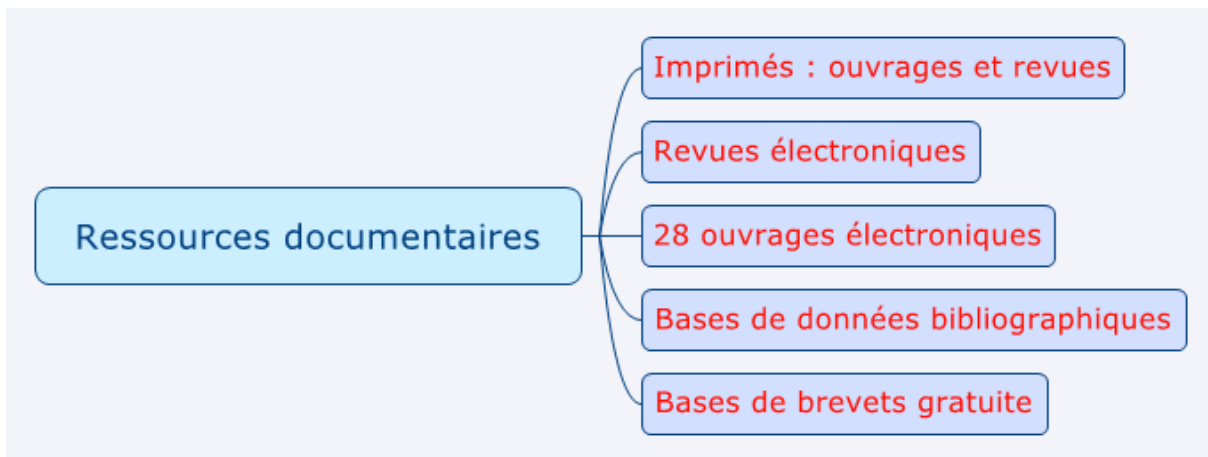 Ressources documentaires
Imprimés : ouvrages et revues
Revues électroniques
28 ouvrages électroniques
Bases de données bibliographiques
Bases de brevets gratuite